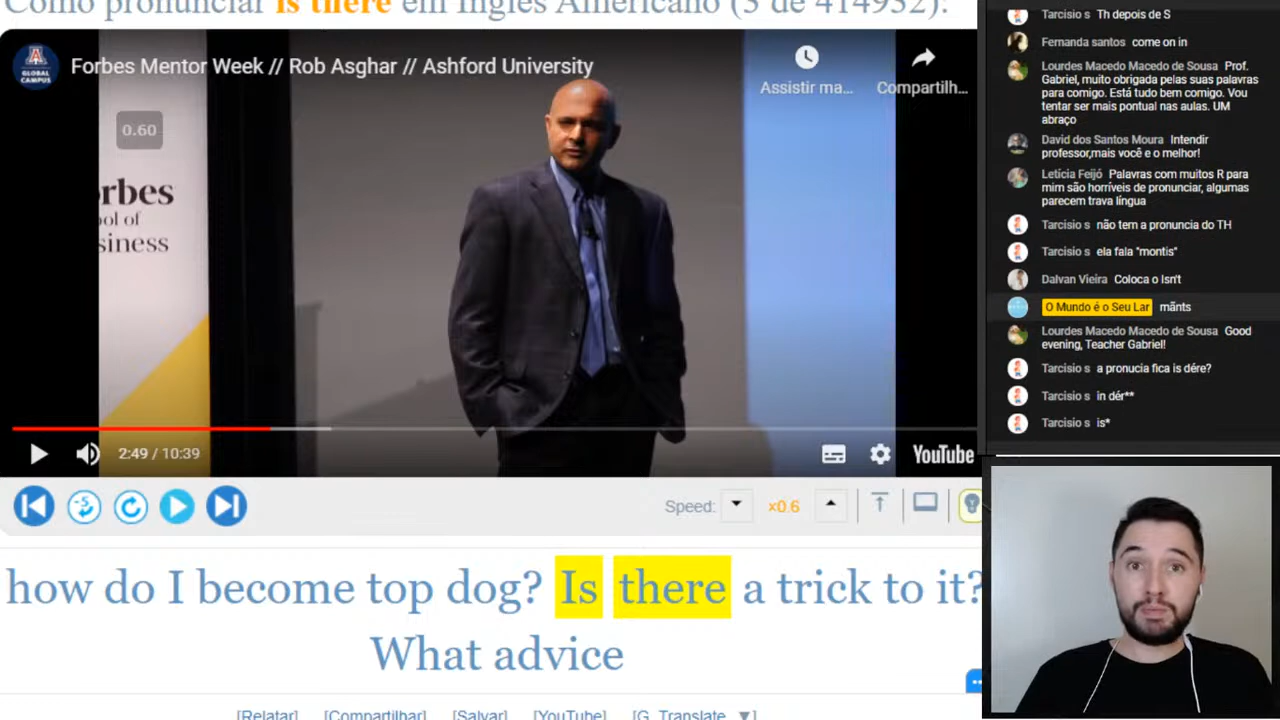 Como pronunciar is there em Inglês Americano (3 de 414932):
Forbes Mentor Week // Rob Asghar // Ashford University
GLOBAL
CAMPUS
Assistir ma...
Compartilh...
0.60
rbes
ool of
siness
2:49 / 10:39
YouTube
Speed:
x0.6
how do I become top dog? Is there a trick to it?
What advice
[Relatar] [Compartilhar] [Salvar] [YouTube] [G. Translate ▼]
Tarcisio s Th depois de S
Fernanda santos come on in
Lourdes Macedo Macedo de Sousa Prof.
Gabriel, muito obrigada pelas suas palavras
para comigo. Está tudo bem comigo. Vou
tentar ser mais pontual nas aulas. UM
abraço
David dos Santos Moura Intendir
professor,mais você e o melhor!
Letícia Feijó Palavras com muitos R para
mim são horríveis de pronunciar, algumas
parecem trava língua
Tarcisio s não tem a pronuncia do TH
Tarcisio s ela fala "montis"
Dalvan Vieira Coloca o Isn't
O Mundo é o Seu Lar mãnts
Lourdes Macedo Macedo de Sousa Good
evening, Teacher Gabriel!
Tarcisio s a pronucia fica is dére?
Tarcisio s in dér**
Tarcisio s is*